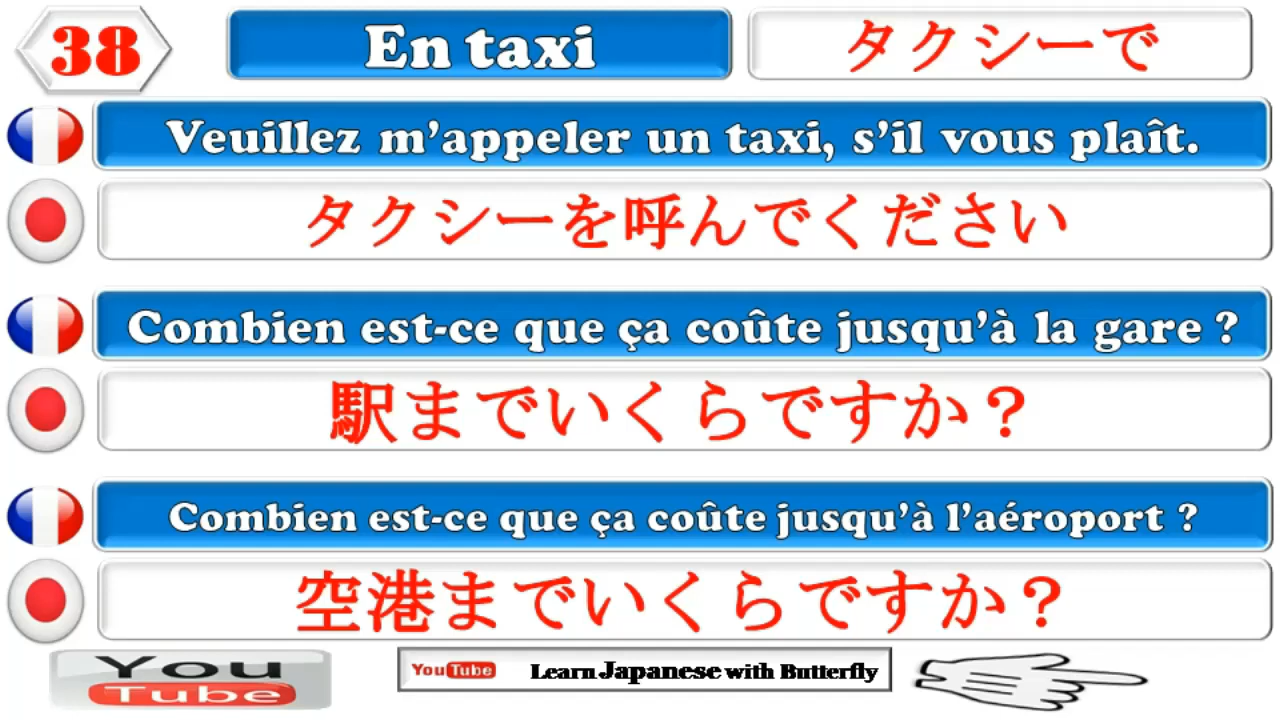 38
En taxi
タクシーで
Veuillez m’appeler un taxi, s’il vous plaît.
タクシーを呼んでください
Combien est-ce que ça coûte jusqu’à la gare ?
駅までいくらですか？
Combien est-ce que ça coûte jusqu’à l’aéroport ?
空港までいくらですか？
You
Tube
YouTube Learn Japanese with Butterfly